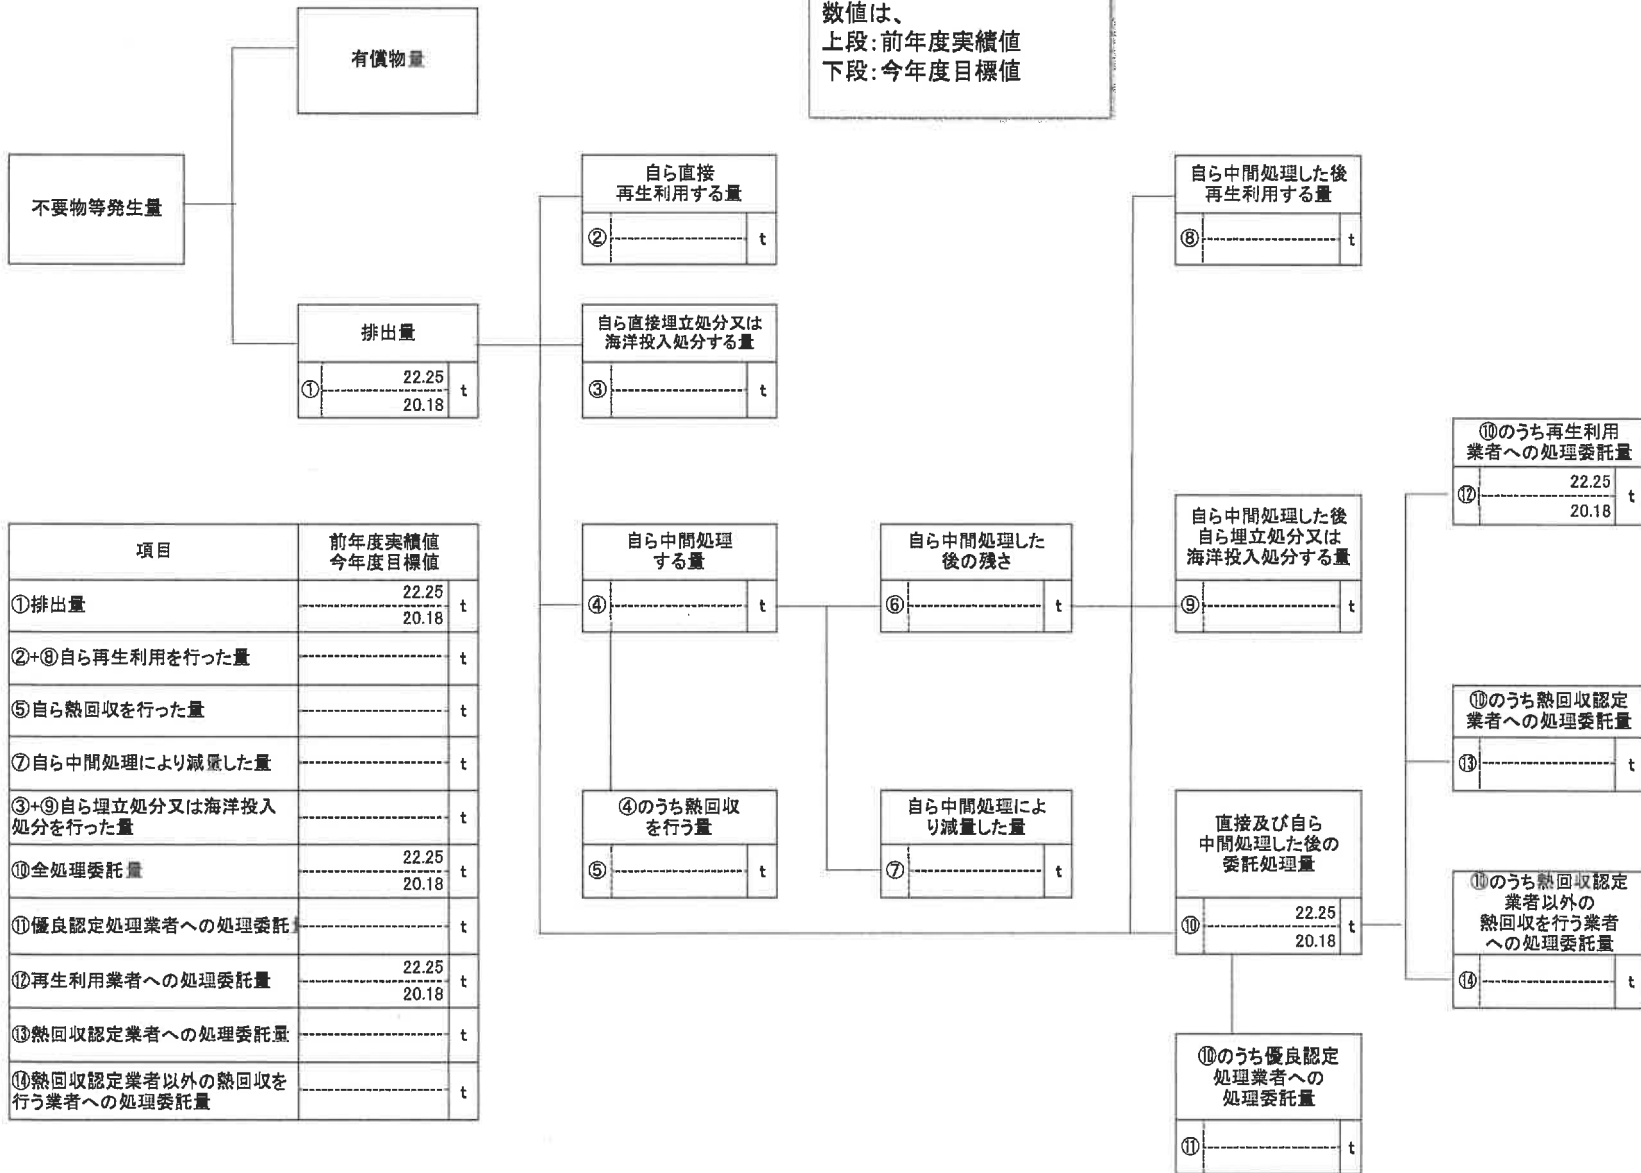 数値は、
上段:前年度実績値
下段:今年度目標値
有償物量
不要物等発生量
排出量
① 22.25 t
20.18
自ら直接
再生利用する量
② t
自ら直接埋立処分又は
海洋投入処分する量
③ t
自ら中間処理
する量
④ t
④のうち熱回収
を行う量
⑤ t
自ら中間処理した
後の残さ
⑥ t
自ら中間処理によ
り減量した量
⑦ t
自ら中間処理した後
再生利用する量
⑧ t
自ら中間処理した後
自ら埋立処分又は
海洋投入処分する量
⑨ t
直接及び自ら
中間処理した後の
委託処理量
⑩ 22.25 t
20.18
⑩のうち優良認定
処理業者への
処理委託量
⑪ t
⑩のうち再生利用
業者への処理委託量
⑫ 22.25 t
20.18
⑩のうち熱回収認定
業者への処理委託量
⑬ t
⑩のうち熱回収認定
業者以外の
熱回収を行う業者
への処理委託量
⑭ t
項目 前年度実績値
今年度目標値
①排出量 22.25 t
20.18
②+⑧自ら再生利用を行った量 t
⑤自ら熱回収を行った量 t
⑦自ら中間処理により減量した量 t
③+⑨自ら埋立処分又は海洋投入
処分を行った量 t
⑩全処理委託量 22.25 t
20.18
⑪優良認定処理業者への処理委託 t
⑫再生利用業者への処理委託量 22.25 t
20.18
⑬熱回収認定業者への処理委託量 t
⑭熱回収認定業者以外の熱回収を
行う業者への処理委託量 t